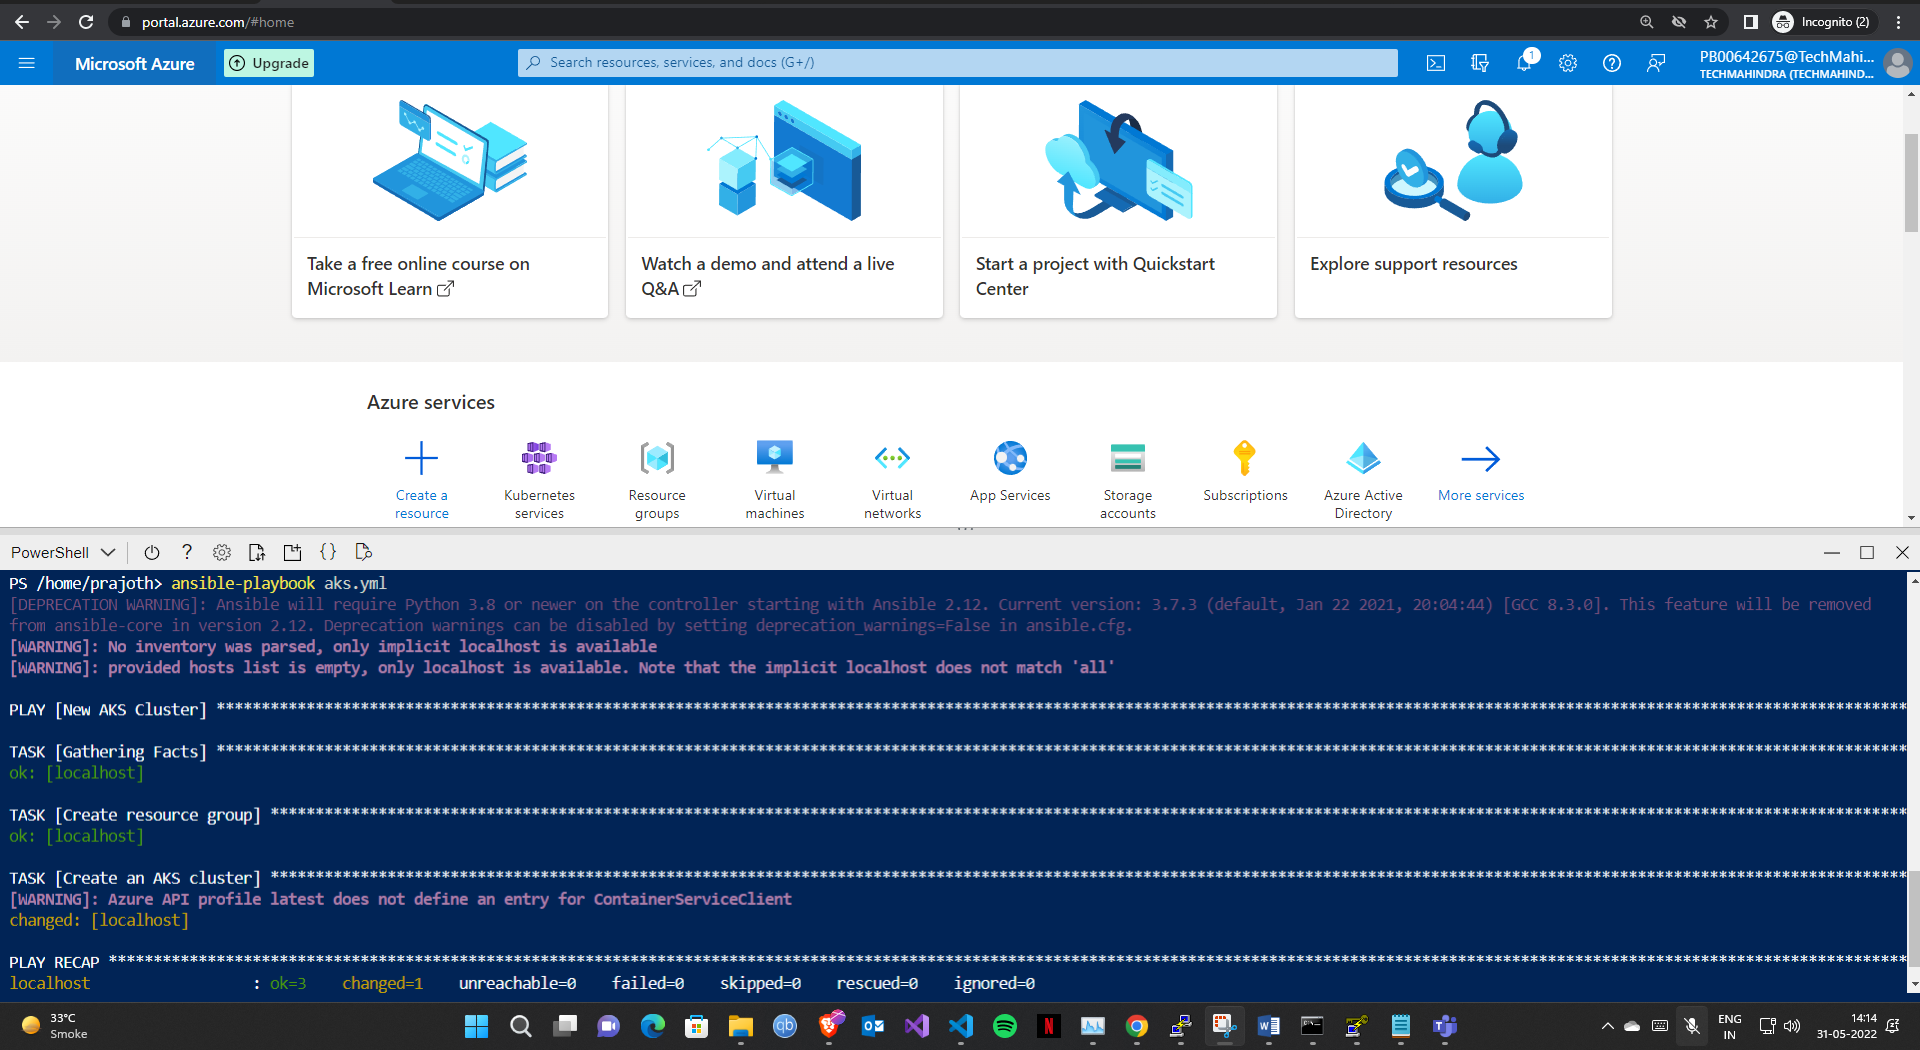 portal.azure.com/#home
Incognito (2)
Microsoft Azure
Upgrade
Search resources, services, and docs (G+/)
1
PB00642675@TechMahi...
TECHMAHINDRA (TECHMAHIND...
Take a free online course on
Microsoft Learn
Watch a demo and attend a live
Q&A
Start a project with Quickstart
Center
Explore support resources
Azure services
Create a
resource
Kubernetes
services
Resource
groups
Virtual
machines
Virtual
networks
App Services
Storage
accounts
Subscriptions
Azure Active
Directory
More services
PowerShell
PS /home/prajoth> ansible-playbook aks.yml
[DEPRECATION WARNING]: Ansible will require Python 3.8 or newer on the controller starting with Ansible 2.12. Current version: 3.7.3 (default, Jan 22 2021, 20:04:44) [GCC 8.3.0]. This feature will be removed
from ansible-core in version 2.12. Deprecation warnings can be disabled by setting deprecation_warnings=False in ansible.cfg.
[WARNING]: No inventory was parsed, only implicit localhost is available
[WARNING]: provided hosts list is empty, only localhost is available. Note that the implicit localhost does not match 'all'
PLAY [New AKS Cluster] ****************************************************************
TASK [Gathering Facts] ****************************************************************
ok: [localhost]
TASK [Create resource group] ****************************************************************
ok: [localhost]
TASK [Create an AKS cluster] ****************************************************************
[WARNING]: Azure API profile latest does not define an entry for ContainerServiceClient
changed: [localhost]
PLAY RECAP ****************************************************************
localhost : ok=3 changed=1 unreachable=0 failed=0 skipped=0 rescued=0 ignored=0
33°C
Smoke
qb
N
ENG
IN
14:14
31-05-2022